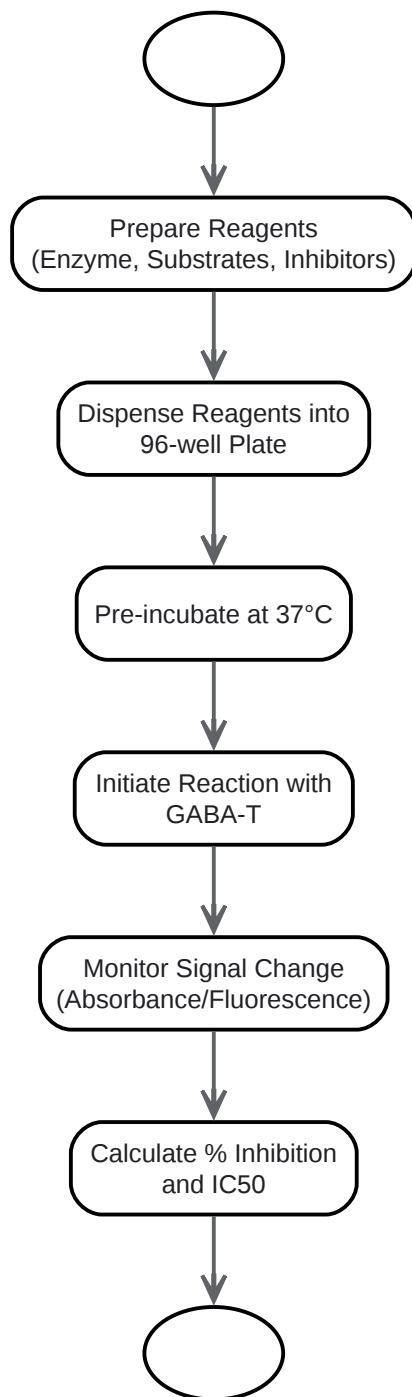 Prepare Reagents
(Enzyme, Substrates, Inhibitors)
Dispense Reagents into
96-well Plate
Pre-incubate at 37°C
Initiate Reaction with
GABA-T
Monitor Signal Change
(Absorbance/Fluorescence)
Calculate % Inhibition
and IC50